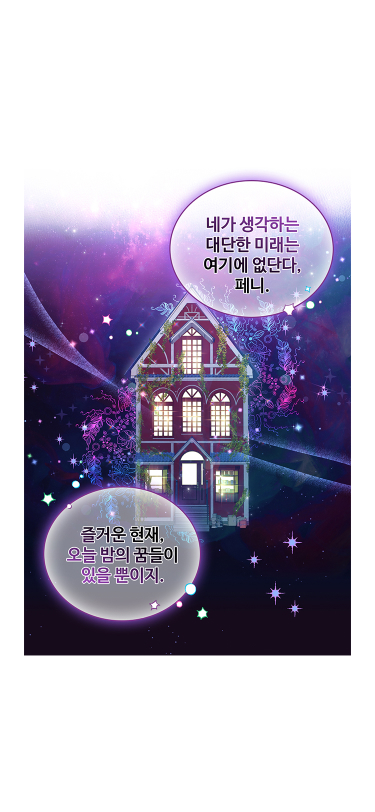 네가 생각하는
대단한 미래는
여기에 없단다,
페니.
즐거운 현재,
오늘 밤의 꿈들이
있을 뿐이지.